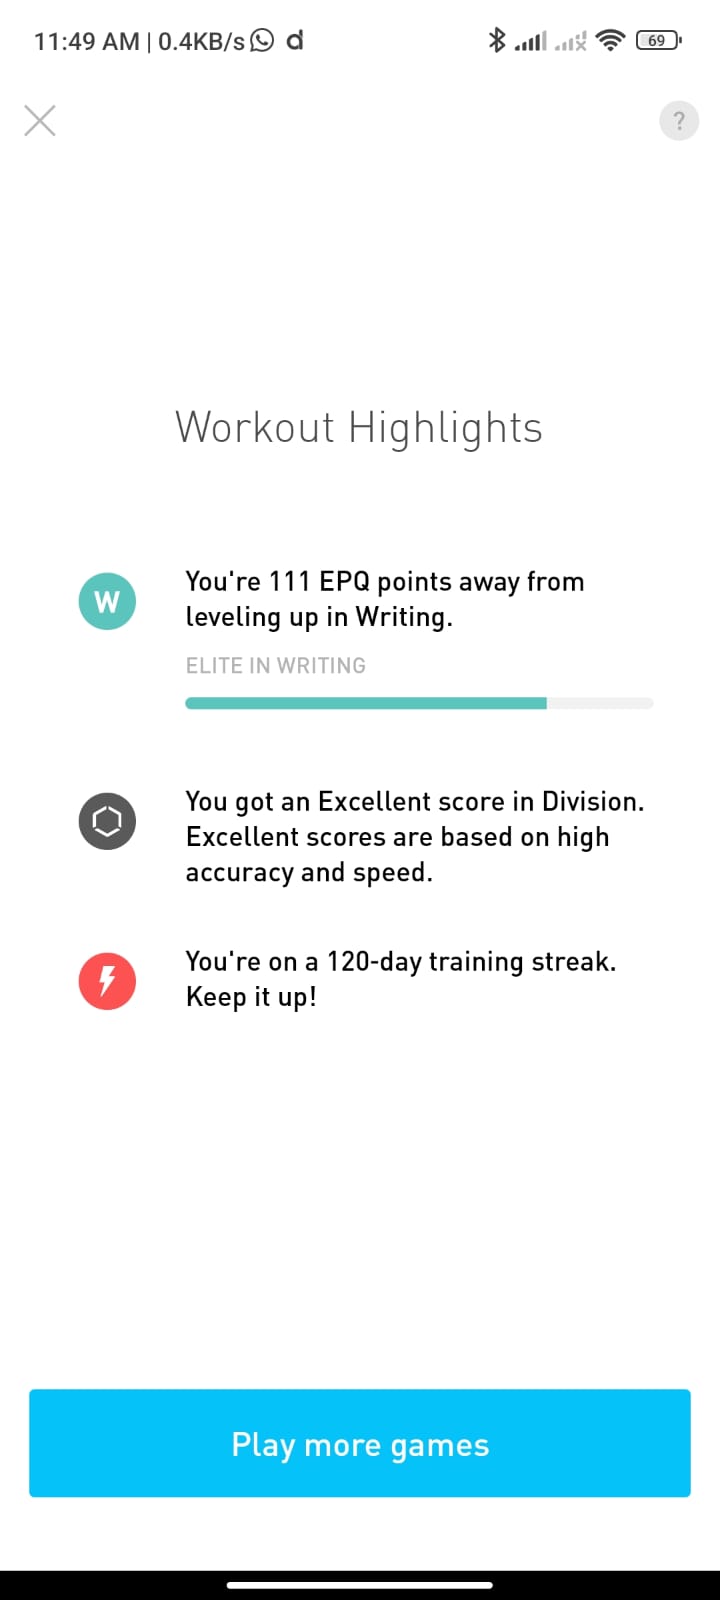 11:49 AM | 0.4KB/s d 69
?
Workout Highlights
W
You're 111 EPQ points away from
leveling up in Writing.
ELITE IN WRITING
You got an Excellent score in Division.
Excellent scores are based on high
accuracy and speed.
You're on a 120-day training streak.
Keep it up!
Play more games